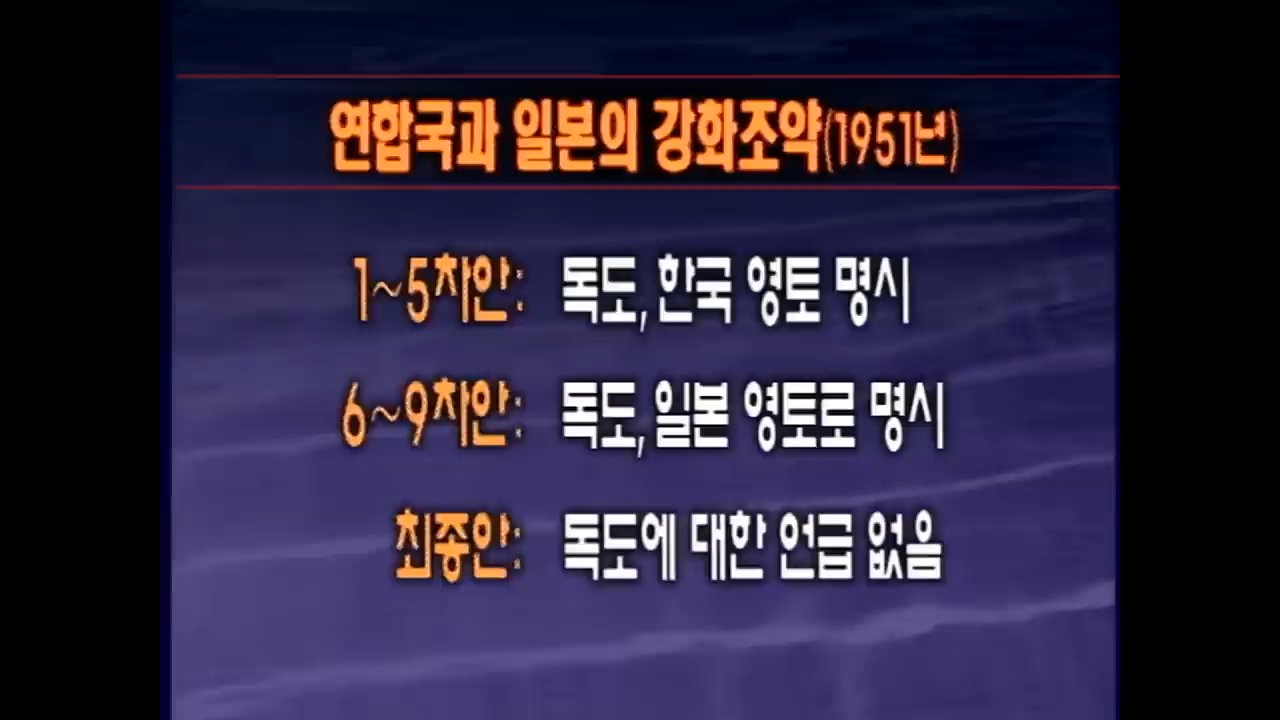 연합국과 일본의 강화조약(1951년)
1~5차안: 독도, 한국 영토 명시
6~9차안: 독도, 일본 영토로 명시
최종안: 독도에 대한 언급 없음